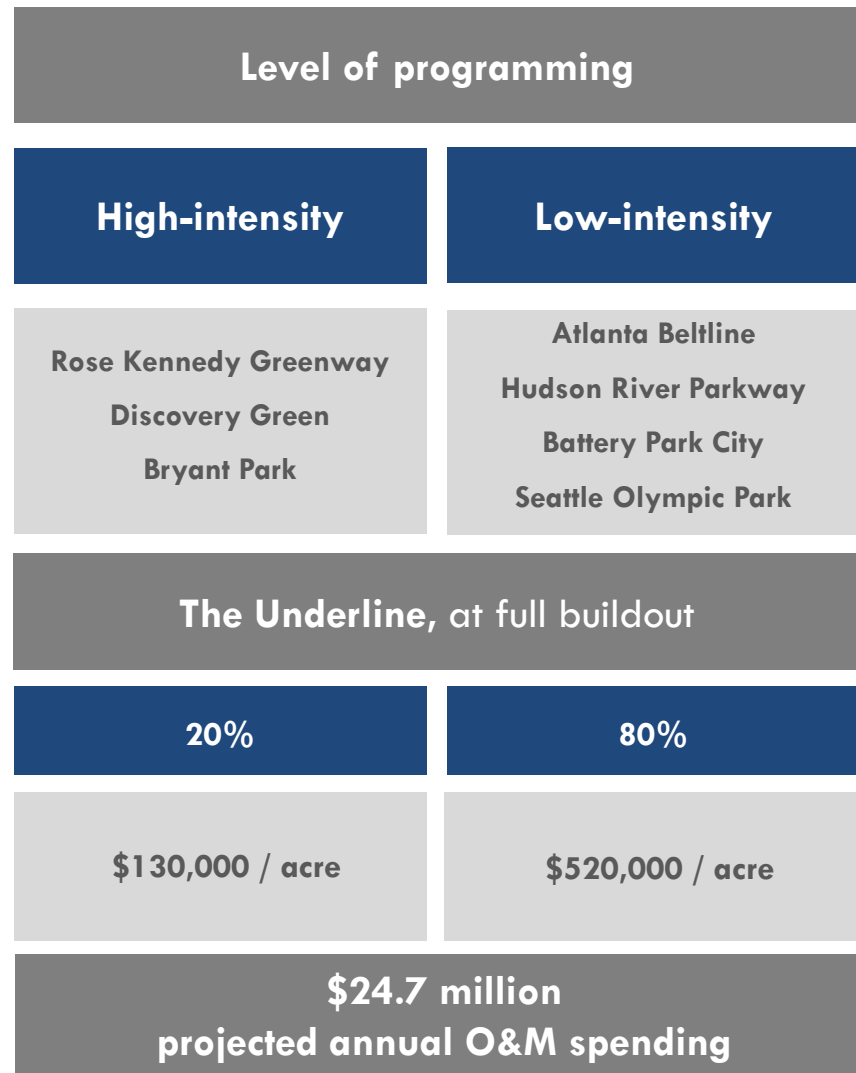 Level of programming
High-intensity
Low-intensity
Rose Kennedy Greenway
Discovery Green
Bryant Park
Atlanta Beltline
Hudson River Parkway
Battery Park City
Seattle Olympic Park
The Underline, at full buildout
20%
80%
$130,000 / acre
$520,000 / acre
$24.7 million
projected annual O&M spending